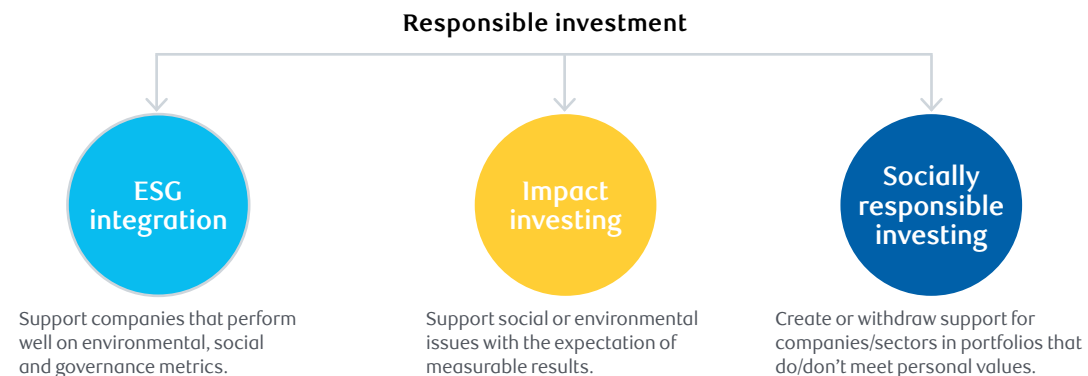 Responsible investment
ESG
integration
Impact
investing
Socially
responsible
investing
Support companies that perform
well on environmental, social
and governance metrics.
Support social or environmental
issues with the expectation of
measurable results.
Create or withdraw support for
companies/sectors in portfolios that
do/don’t meet personal values.